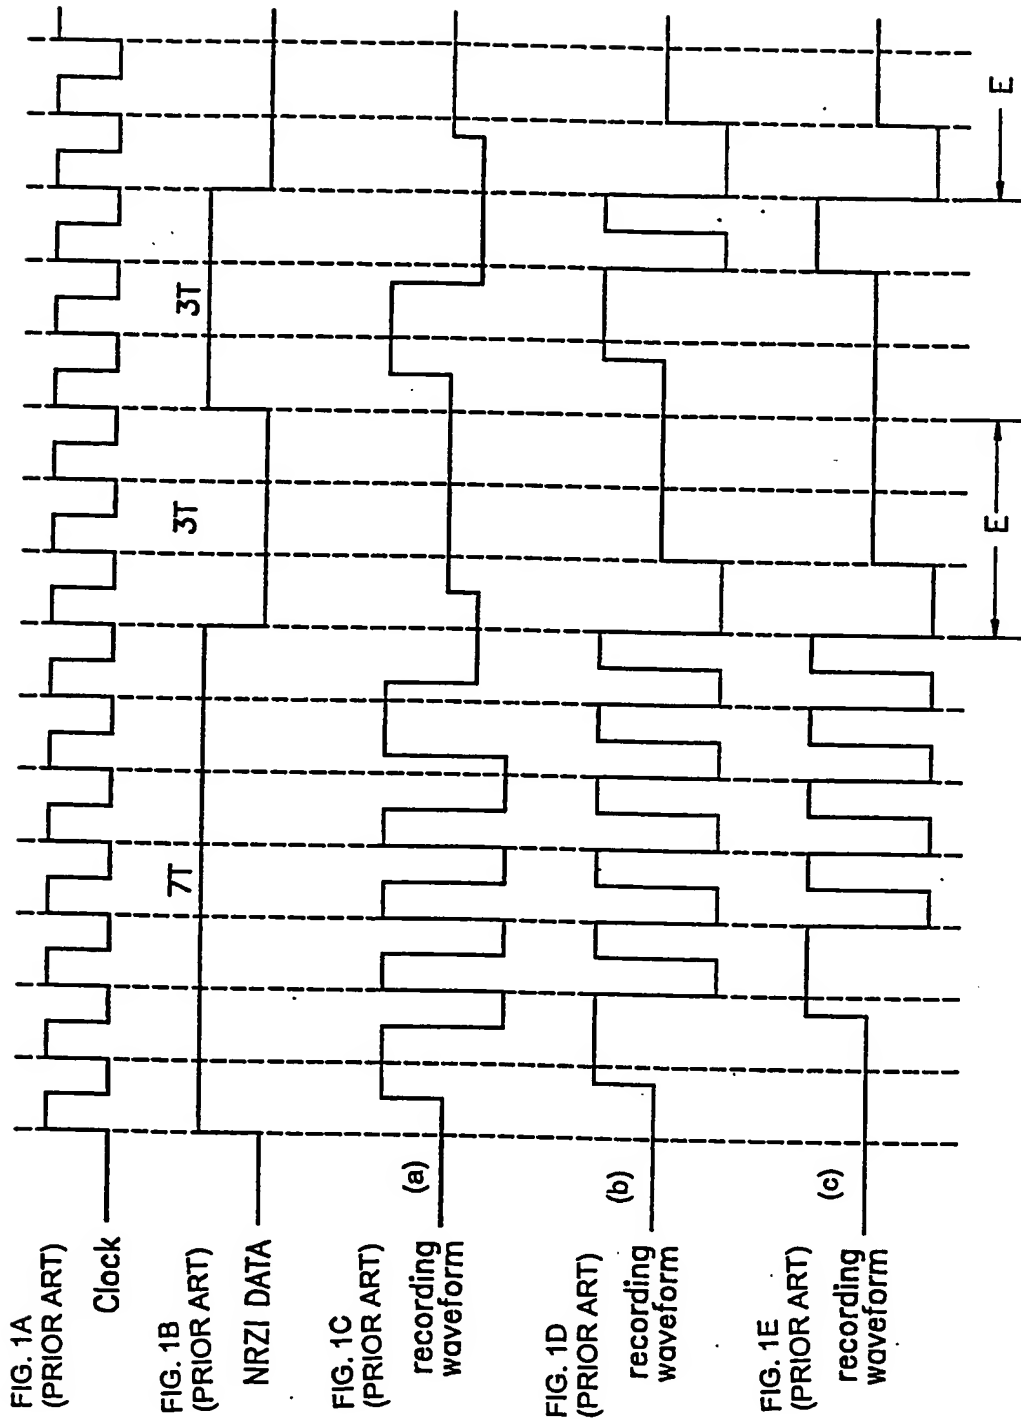 FIG. 1A
(PRIOR ART)
Clock
FIG. 1B
(PRIOR ART)
NRZI DATA
7T
3T
3T
FIG. 1C
(PRIOR ART)
(a)
recording
waveform
FIG. 1D
(PRIOR ART)
(b)
recording
waveform
FIG. 1E
(PRIOR ART)
(c)
recording
waveform
E
E